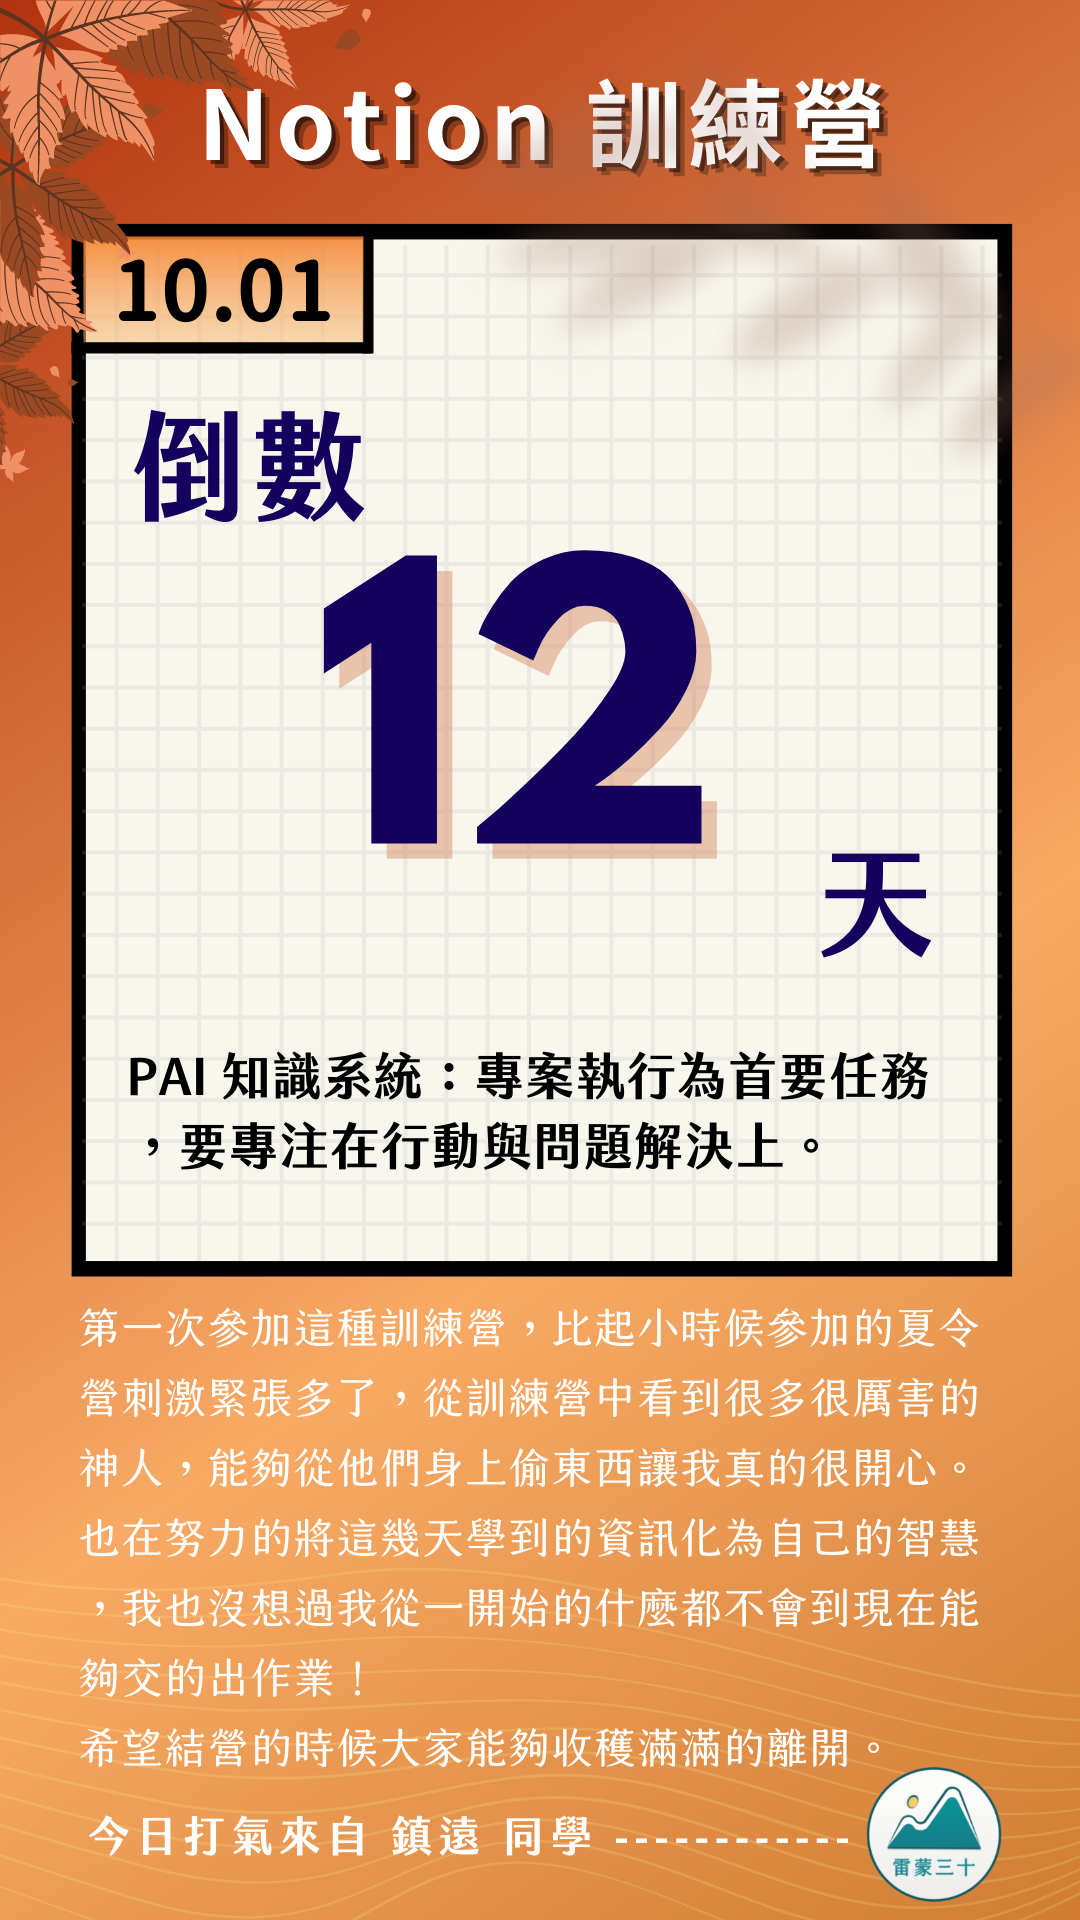 Notion 訓練營
10.01
倒數
12
天
PAI 知識系統：專案執行為首要任務
，要專注在行動與問題解決上。
第一次參加這種訓練營，比起小時候參加的夏令
營刺激緊張多了，從訓練營中看到很多很厲害的
神人，能夠從他們身上偷東西讓我真的很開心。
也在努力的將這幾天學到的資訊化為自己的智慧
，我也沒想過我從一開始的什麼都不會到現在能
夠交的出作業！
希望結營的時候大家能夠收穫滿滿的離開。
今日打氣來自 鎮遠 同學 ------------
雷蒙三十